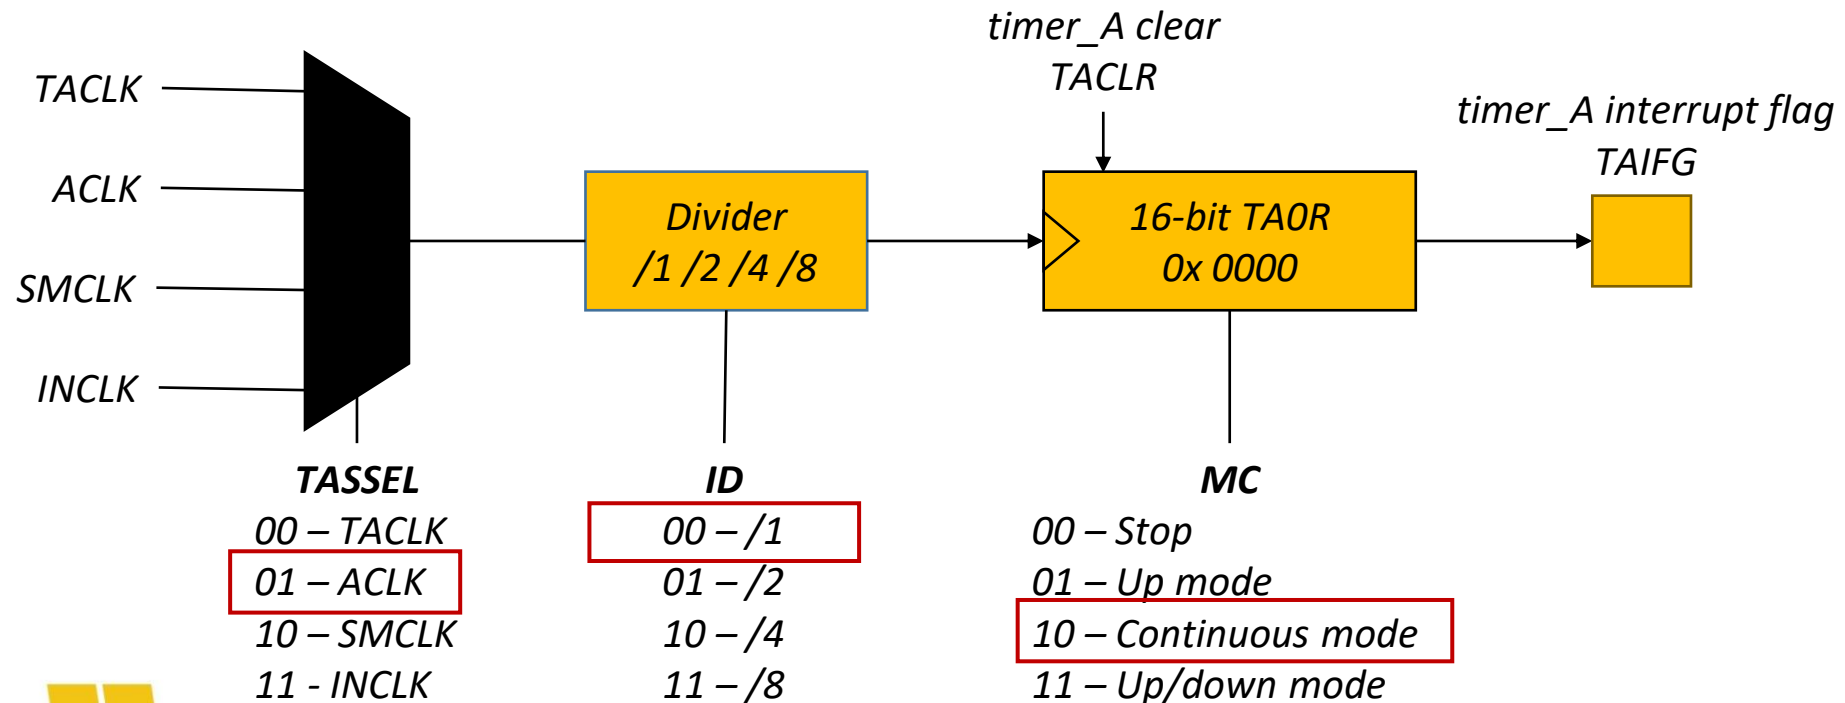 timer_A clear
TACLR
TACLK
ACLK
SMCLK
INCLK
Divider
/1 /2 /4 /8
16-bit TA0R
0x 0000
timer_A interrupt flag
TAIFG
TASSEL
00 – TACLK
01 – ACLK
10 – SMCLK
11 - INCLK
ID
00 – /1
01 – /2
10 – /4
11 – /8
MC
00 – Stop
01 – Up mode
10 – Continuous mode
11 – Up/down mode